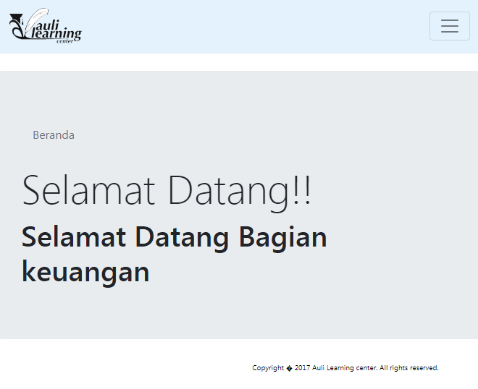 auli
learning
center
Beranda
Selamat Datang!!
Selamat Datang Bagian
keuangan
Copyright � 2017 Auli Learning center. All rights reserved.